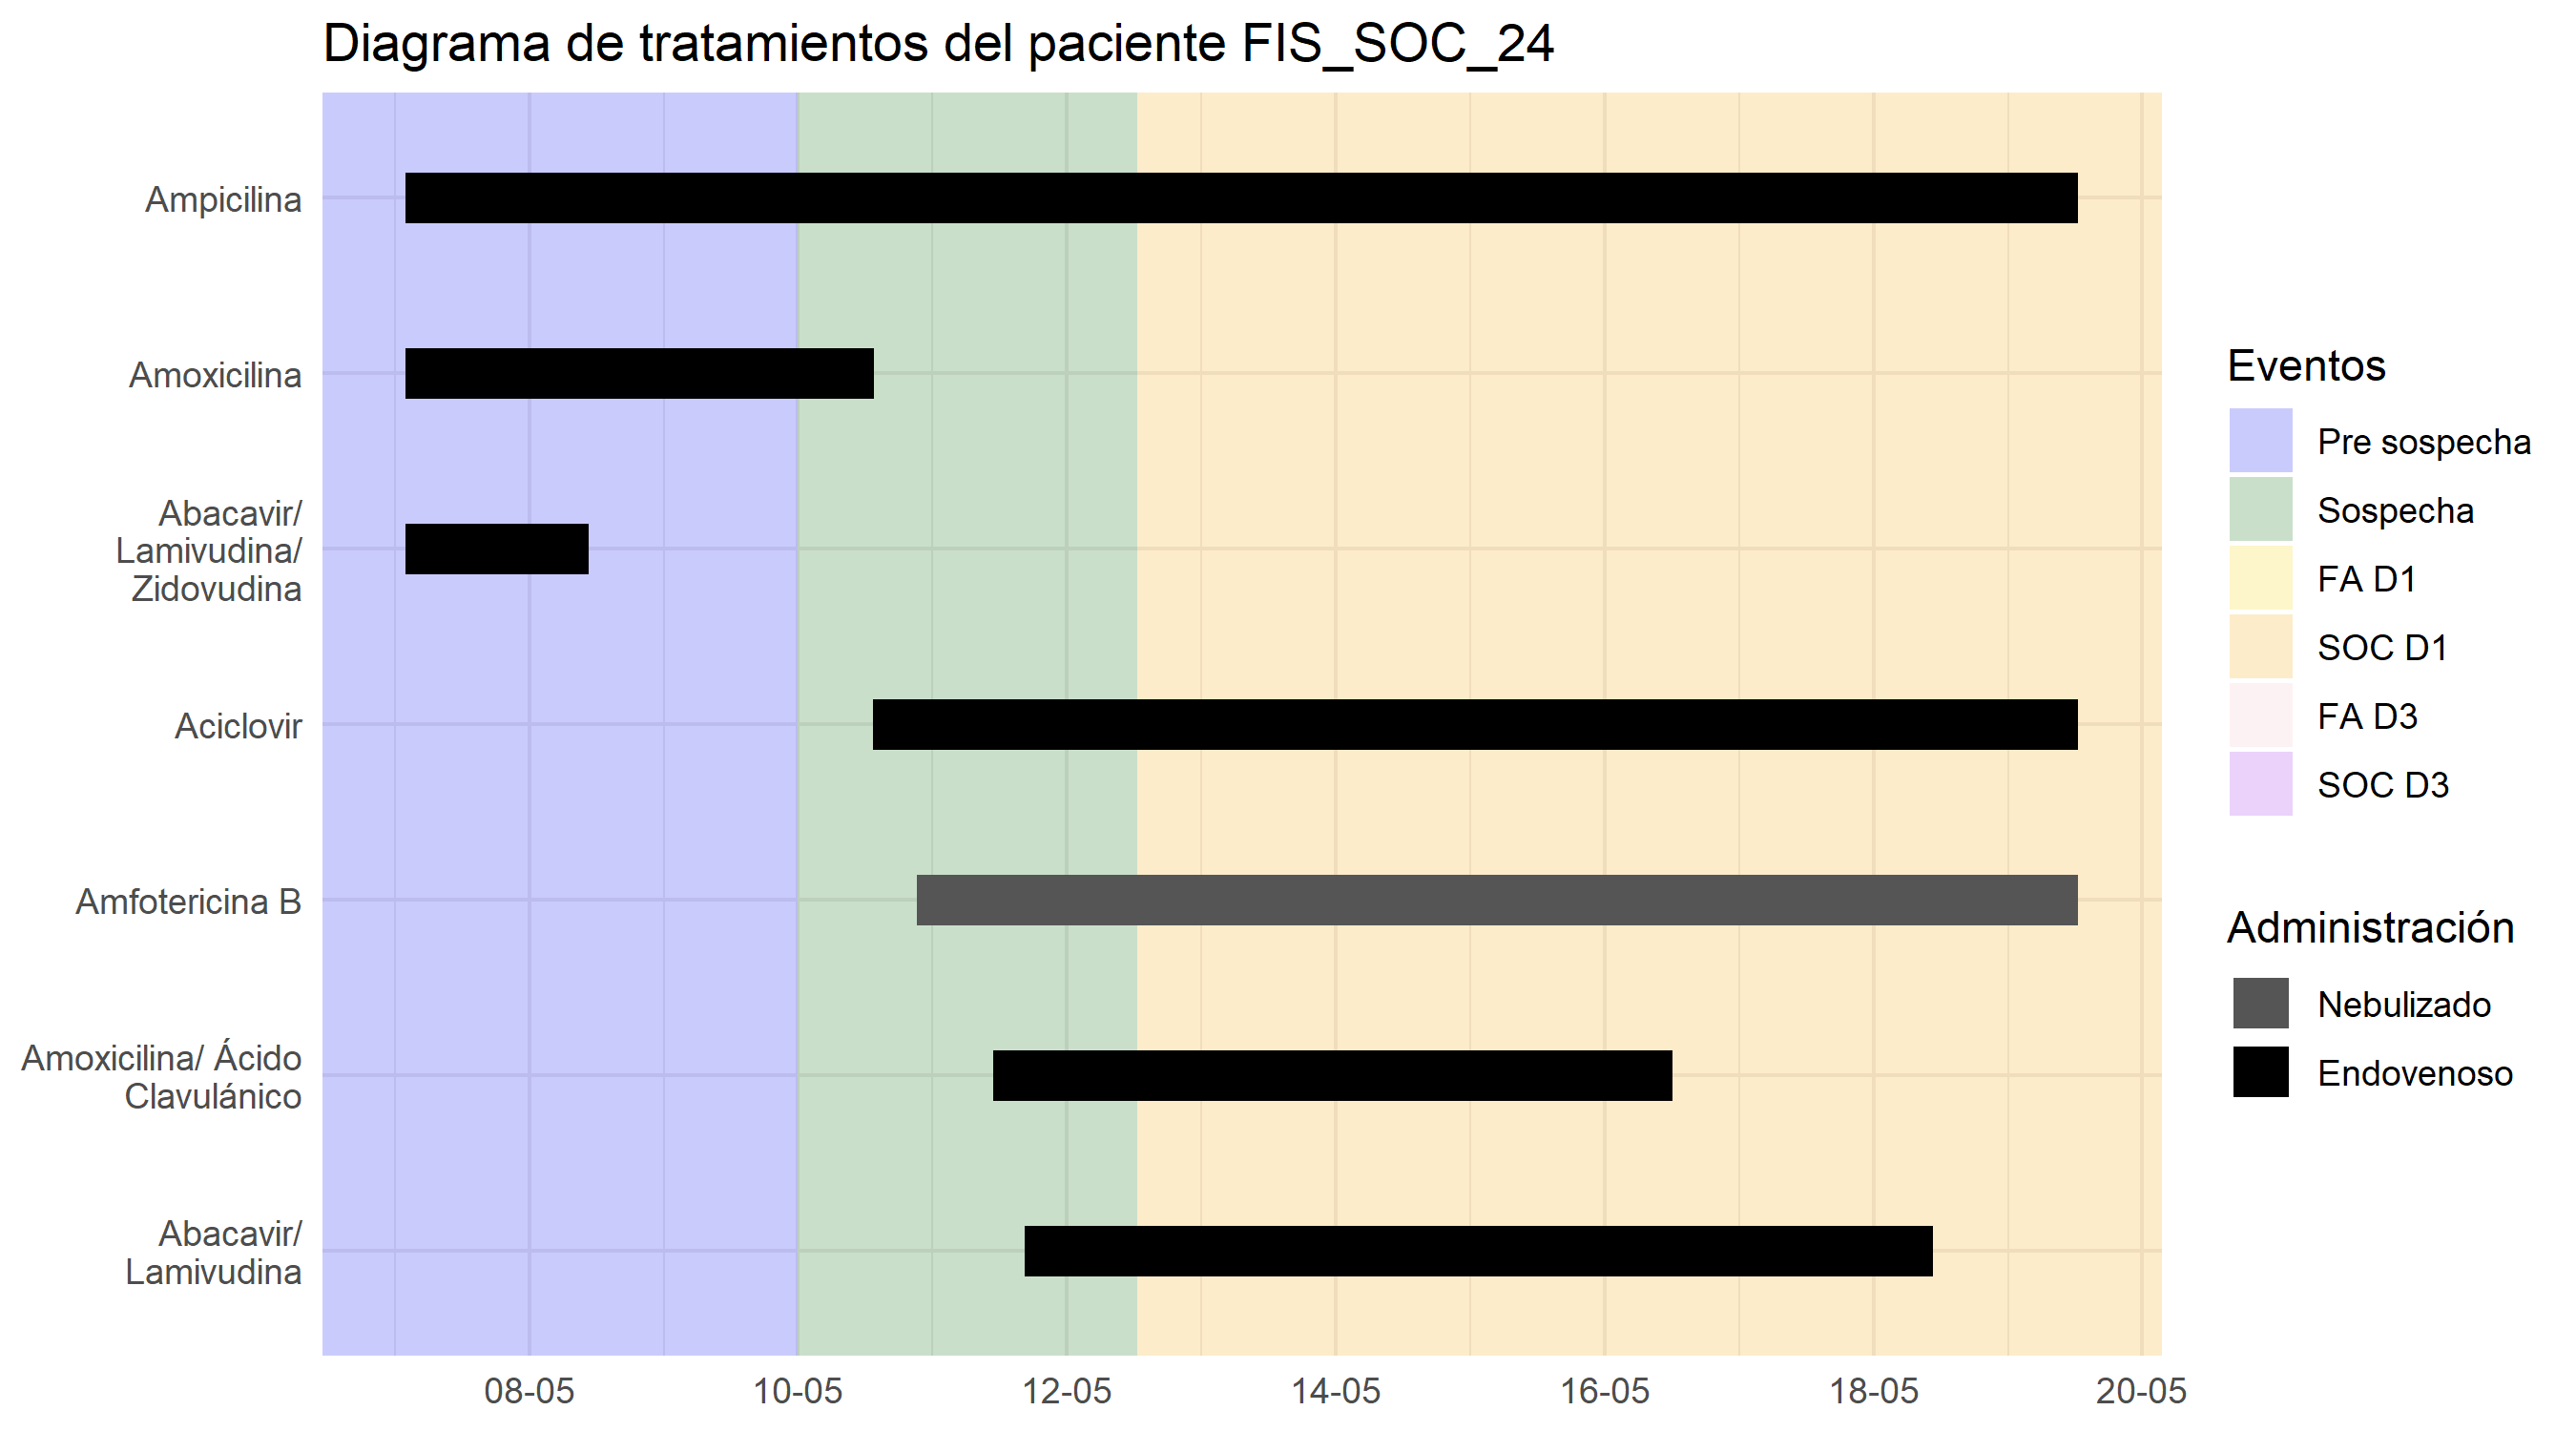 Diagrama de tratamientos del paciente FIS_SOC_24
Ampicilina
Amoxicilina
Abacavir/
Lamivudina/
Zidovudina
Aciclovir
Amfotericina B
Amoxicilina/ Ácido
Clavulánico
Abacavir/
Lamivudina
08-05
10-05
12-05
14-05
16-05
18-05
20-05
Eventos
Pre sospecha
Sospecha
FA D1
SOC D1
FA D3
SOC D3
Administración
Nebulizado
Endovenoso